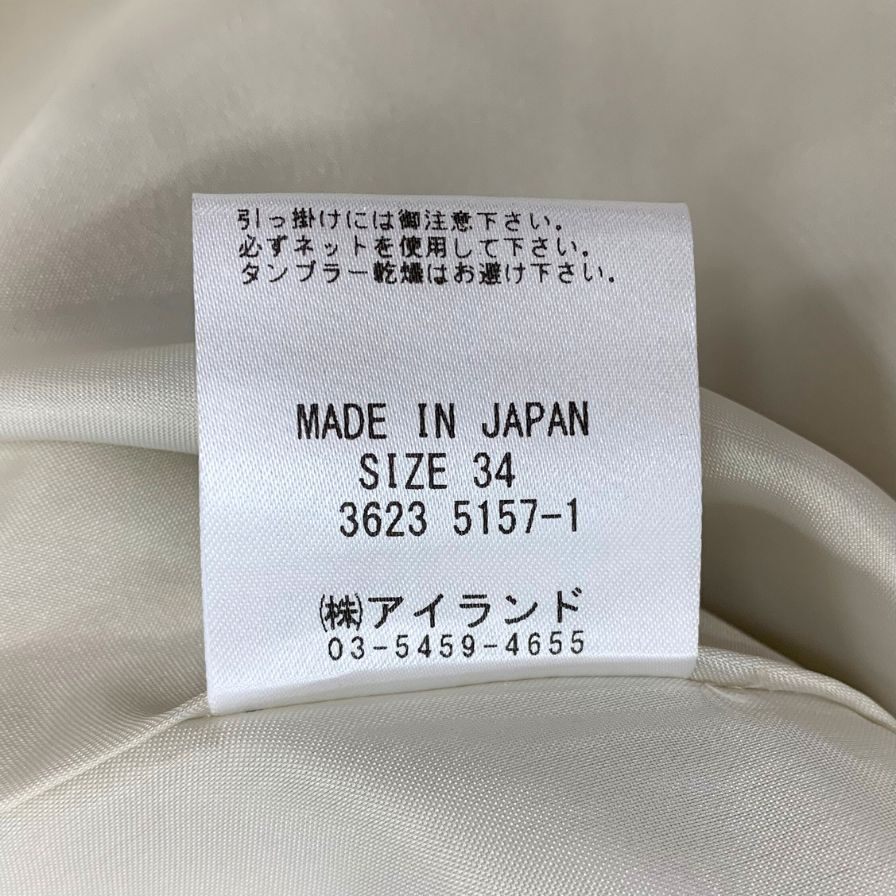 引っ掛けには御注意下さい。
必ずネットを使用して下さい。
タンブラー乾燥はお避け下さい。
MADE IN JAPAN
SIZE 34
3623 5157-1
㈱アイランド
03-5459-4655